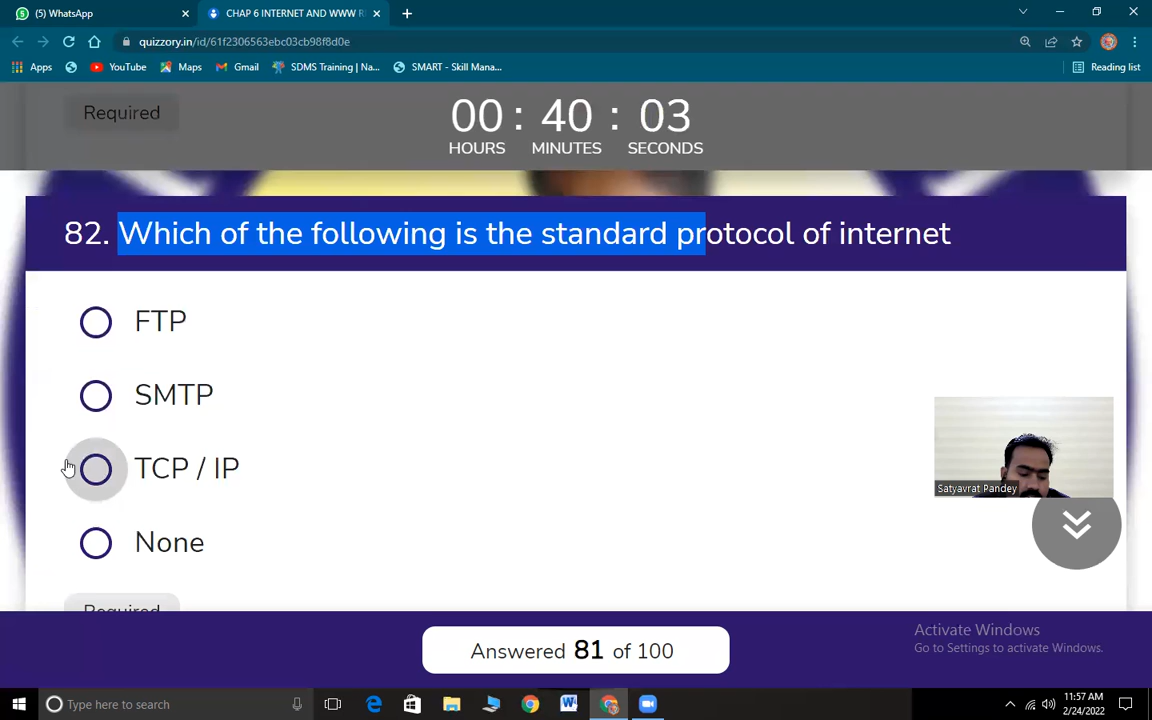 (5) WhatsApp
CHAP 6 INTERNET AND WWW R
quizzory.in/id/61f2306563ebc03cb98f8d0e
Apps
YouTube
Maps
Gmail
SDMS Training | Na...
SMART - Skill Mana...
Reading list
Required
00 : 40 : 03
HOURS MINUTES SECONDS
82. Which of the following is the standard protocol of internet
FTP
SMTP
TCP / IP
None
Satyavrat Pandey
Required
Answered 81 of 100
Activate Windows
Go to Settings to activate Windows.
Type here to search
11:57 AM
2/24/2022